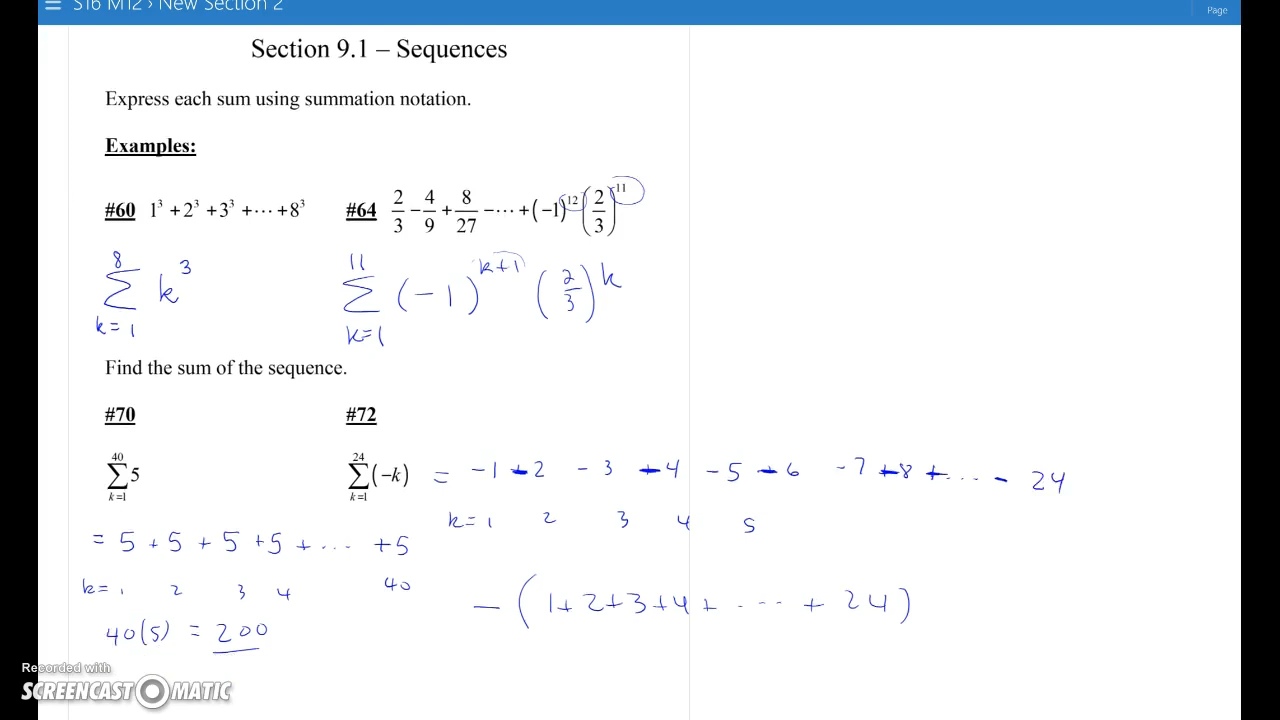 S16 M12 › New Section 2
Page
Section 9.1 – Sequences
Express each sum using summation notation.
Examples:
#60 1³ + 2³ + 3³ + ⋯ + 8³
#64 2/3 − 4/9 + 8/27 − ⋯ + (−1)¹² (2/3)¹¹
8 ∑ k=1 k³
11 ∑ k=1 (−1)^(k+1) (2/3)^k
Find the sum of the sequence.
#70 #72
40 ∑ k=1 5
24 ∑ k=1 (−k) = −1 − 2 − 3 − 4 − 5 − 6 − 7 − 8 − ⋯ − 24
k = 1 2 3 4 5
= 5 + 5 + 5 + 5 + ⋯ + 5
k = 1 2 3 4 40
− (1 + 2 + 3 + 4 + ⋯ + 24)
40(5) = 200
Recorded with
SCREENCAST-O-MATIC